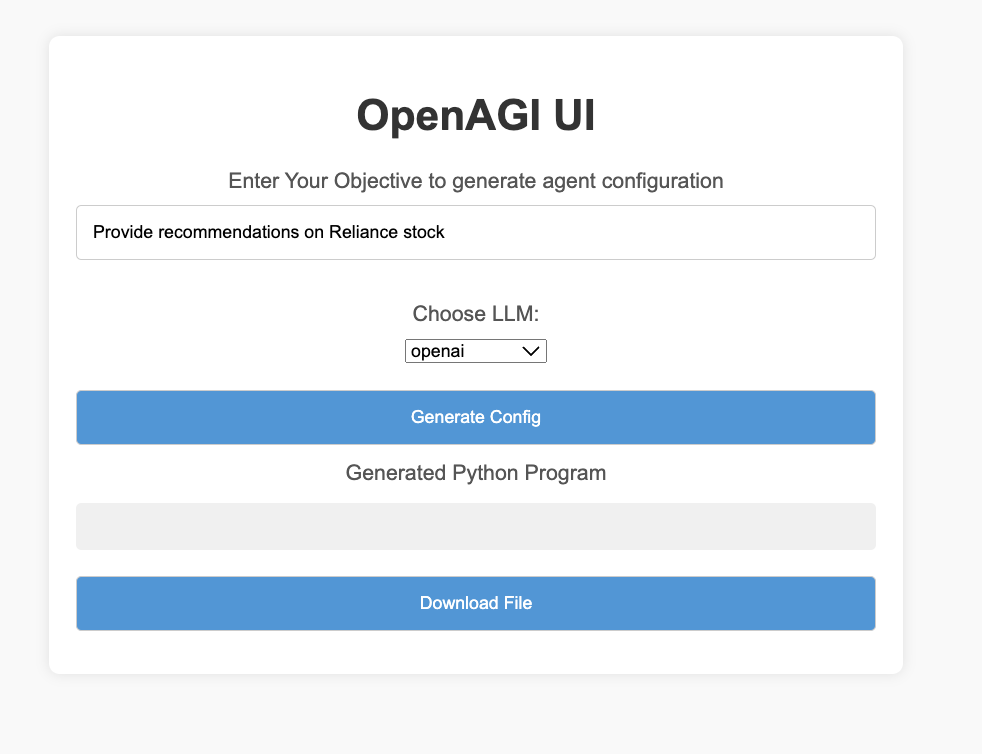 OpenAGI UI
Enter Your Objective to generate agent configuration
Provide recommendations on Reliance stock
Choose LLM:
openai
Generate Config
Generated Python Program
Download File